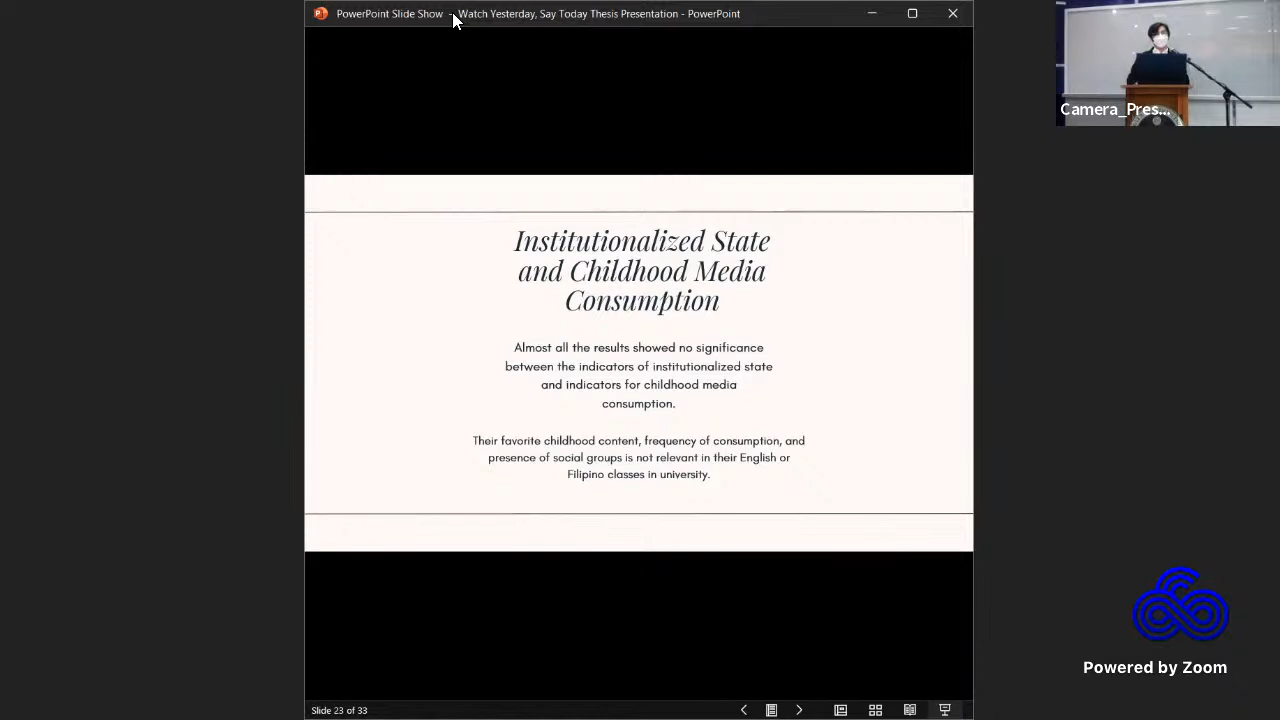 PowerPoint Slide Show - Watch Yesterday, Say Today Thesis Presentation - PowerPoint
Camera_Pres...
Institutionalized State
and Childhood Media
Consumption
Almost all the results showed no significance
between the indicators of institutionalized state
and indicators for childhood media
consumption.
Their favorite childhood content, frequency of consumption, and
presence of social groups is not relevant in their English or
Filipino classes in university.
Powered by Zoom
Slide 23 of 33